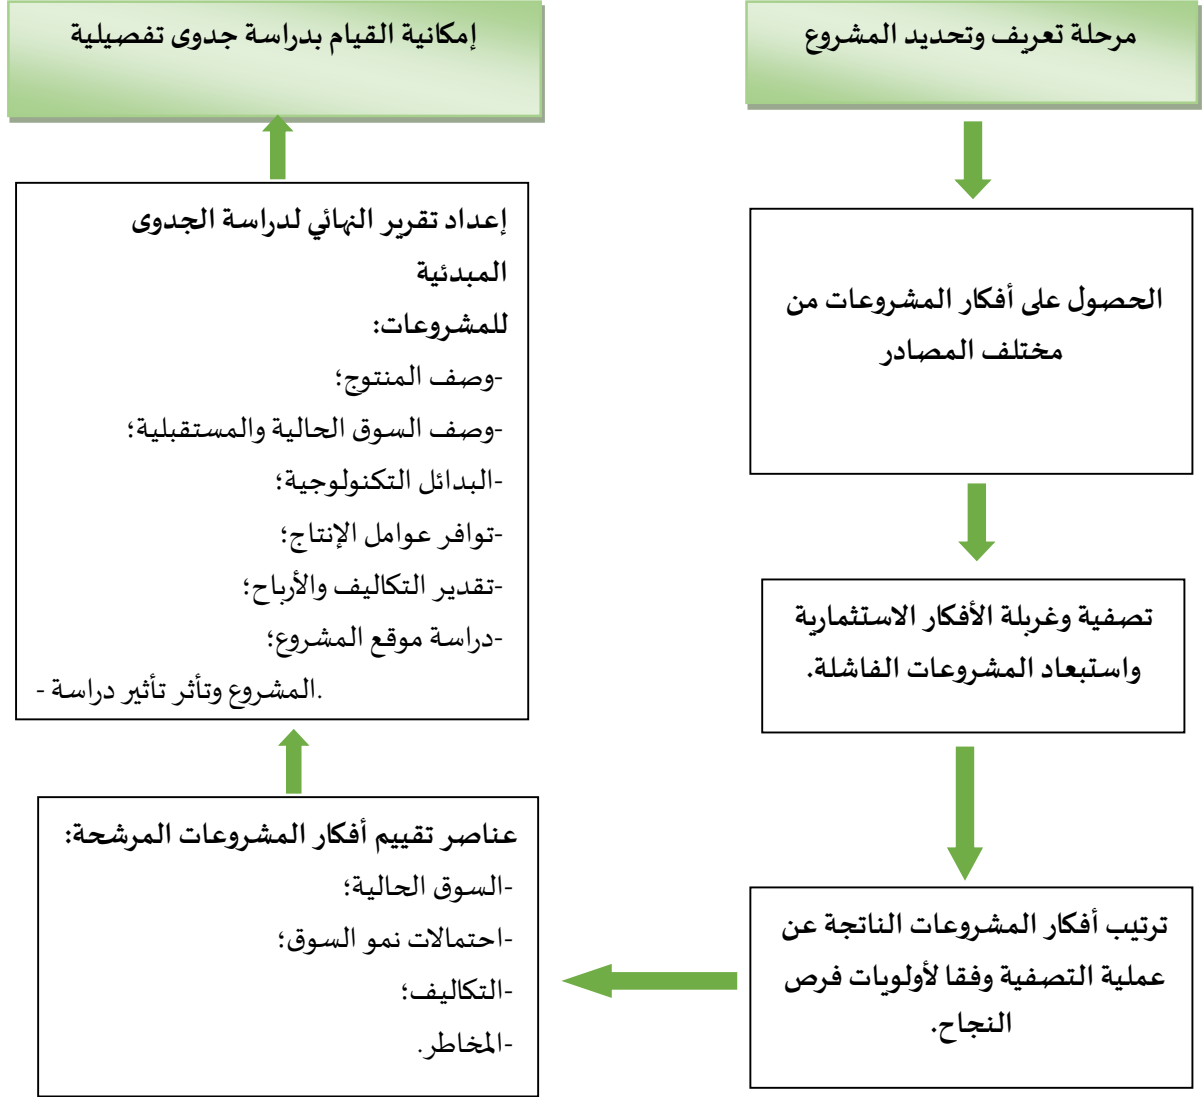 مرحلة تعريف وتحديد المشروع
الحصول على أفكار المشروعات من
مختلف المصادر
تصفية وغربلة الأفكار الاستثمارية
واستبعاد المشروعات الفاشلة.
ترتيب أفكار المشروعات الناتجة عن
عملية التصفية وفقا لأولويات فرص
النجاح.
عناصر تقييم أفكار المشروعات المرشحة:
-السوق الحالية؛
-احتمالات نمو السوق؛
-التكاليف؛
-المخاطر.
إعداد تقرير النهائي لدراسة الجدوى
المبدئية
للمشروعات:
-وصف المنتوج؛
-وصف السوق الحالية والمستقبلية؛
-البدائل التكنولوجية؛
-توافر عوامل الإنتاج؛
-تقدير التكاليف والأرباح؛
-دراسة موقع المشروع؛
.المشروع وتأثر تأثير دراسة -
إمكانية القيام بدراسة جدوى تفصيلية